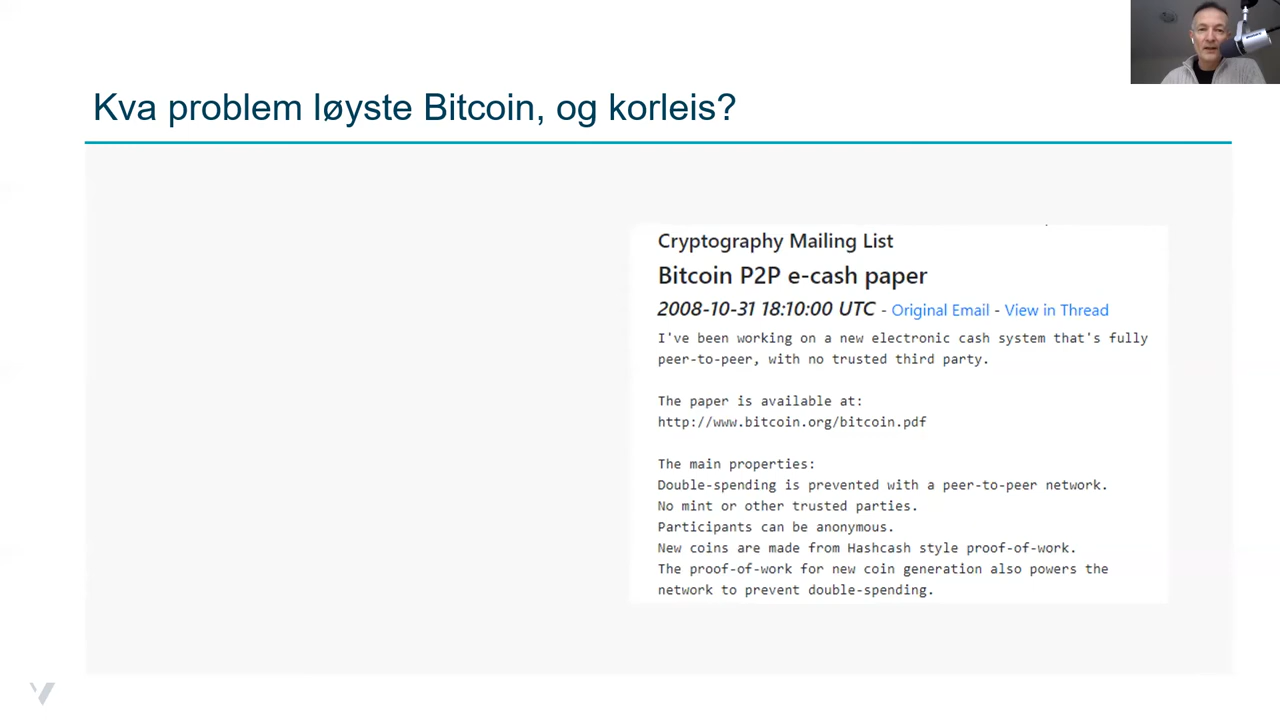 Kva problem løyste Bitcoin, og korleis?
Cryptography Mailing List
Bitcoin P2P e-cash paper
2008-10-31 18:10:00 UTC - Original Email - View in Thread
I've been working on a new electronic cash system that's fully
peer-to-peer, with no trusted third party.
The paper is available at:
http://www.bitcoin.org/bitcoin.pdf
The main properties:
Double-spending is prevented with a peer-to-peer network.
No mint or other trusted parties.
Participants can be anonymous.
New coins are made from Hashcash style proof-of-work.
The proof-of-work for new coin generation also powers the
network to prevent double-spending.